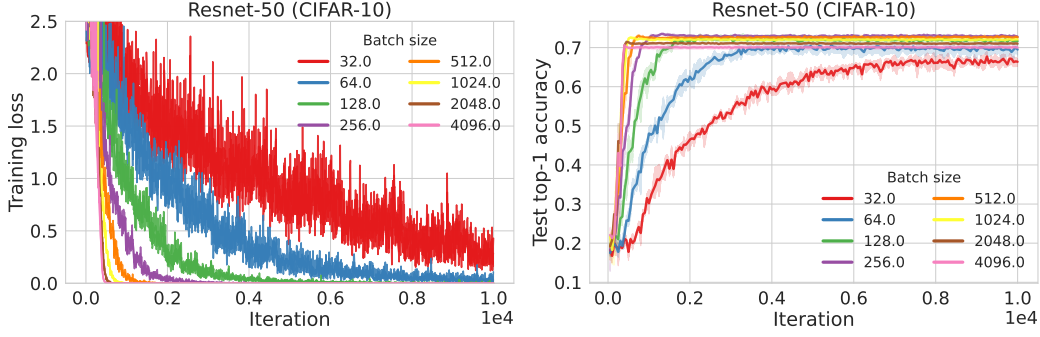 Resnet-50 (CIFAR-10)
Training loss
2.5
2.0
1.5
1.0
0.5
0.0
Batch size
32.0
64.0
128.0
256.0
512.0
1024.0
2048.0
4096.0
0.0 0.2 0.4 0.6 0.8 1.0
1e4
Iteration
Resnet-50 (CIFAR-10)
Test top-1 accuracy
0.7
0.6
0.5
0.4
0.3
0.2
0.1
Batch size
32.0
64.0
128.0
256.0
512.0
1024.0
2048.0
4096.0
0.0 0.2 0.4 0.6 0.8 1.0
1e4
Iteration